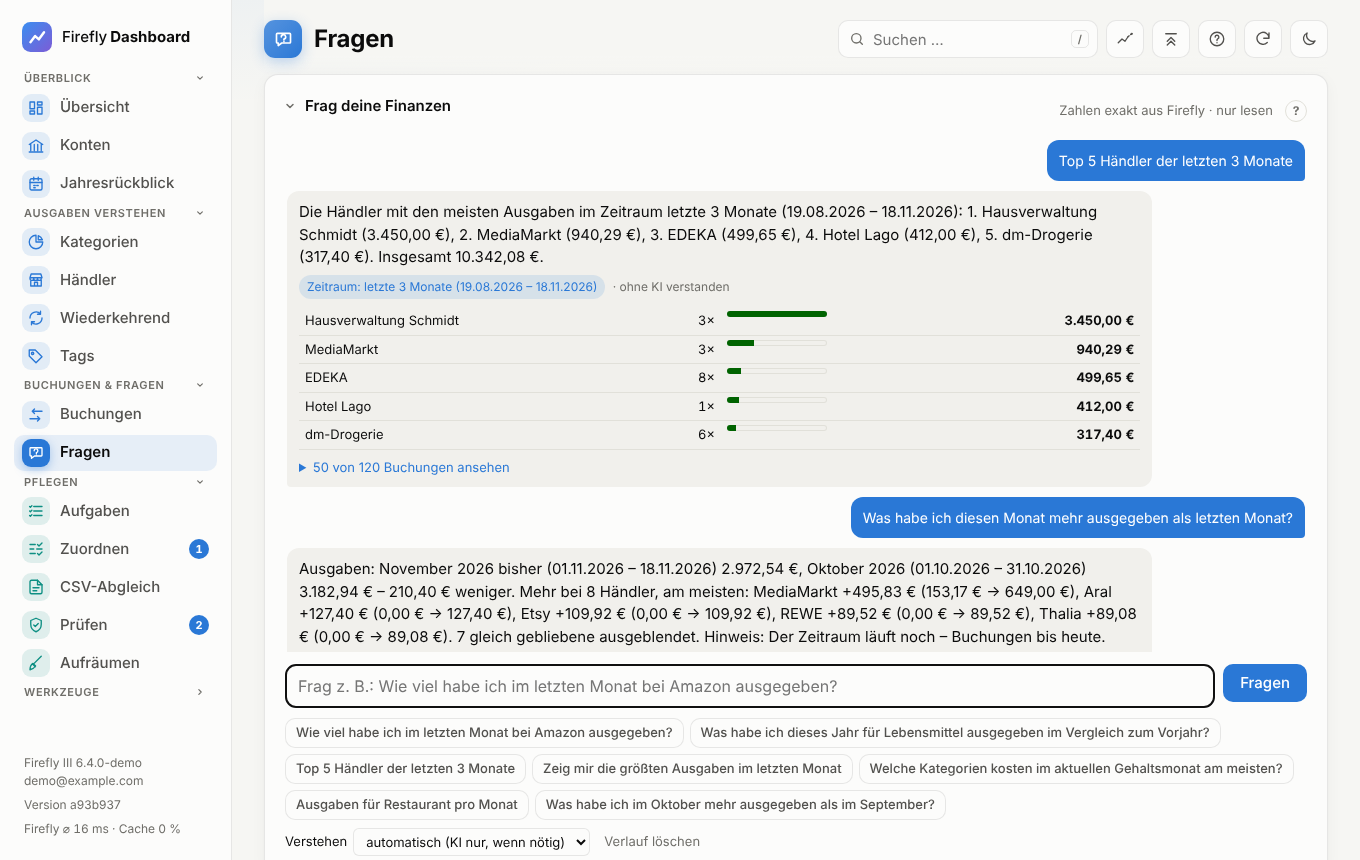 Firefly Dashboard
ÜBERBLICK
Übersicht
Konten
Jahresrückblick
AUSGABEN VERSTEHEN
Kategorien
Händler
Wiederkehrend
Tags
BUCHUNGEN & FRAGEN
Buchungen
Fragen
PFLEGEN
Aufgaben
Zuordnen 1
CSV-Abgleich
Prüfen 2
Aufräumen
WERKZEUGE
Firefly III 6.4.0-demo
demo@example.com
Version a93b937
Firefly ⌀ 16 ms · Cache 0 %
Fragen
Suchen ... /
Frag deine Finanzen
Zahlen exakt aus Firefly · nur lesen ?
Top 5 Händler der letzten 3 Monate
Die Händler mit den meisten Ausgaben im Zeitraum letzte 3 Monate (19.08.2026 – 18.11.2026): 1. Hausverwaltung
Schmidt (3.450,00 €), 2. MediaMarkt (940,29 €), 3. EDEKA (499,65 €), 4. Hotel Lago (412,00 €), 5. dm-Drogerie
(317,40 €). Insgesamt 10.342,08 €.
Zeitraum: letzte 3 Monate (19.08.2026 – 18.11.2026) · ohne KI verstanden
Hausverwaltung Schmidt 3× 3.450,00 €
MediaMarkt 3× 940,29 €
EDEKA 8× 499,65 €
Hotel Lago 1× 412,00 €
dm-Drogerie 6× 317,40 €
50 von 120 Buchungen ansehen
Was habe ich diesen Monat mehr ausgegeben als letzten Monat?
Ausgaben: November 2026 bisher (01.11.2026 – 18.11.2026) 2.972,54 €, Oktober 2026 (01.10.2026 – 31.10.2026)
3.182,94 € – 210,40 € weniger. Mehr bei 8 Händler, am meisten: MediaMarkt +495,83 € (153,17 € → 649,00 €), Aral
+127,40 € (0,00 € → 127,40 €), Etsy +109,92 € (0,00 € → 109,92 €), REWE +89,52 € (0,00 € → 89,52 €), Thalia +89,08
€ (0,00 € → 89,08 €). 7 gleich gebliebene ausgeblendet. Hinweis: Der Zeitraum läuft noch – Buchungen bis heute.
Frag z. B.: Wie viel habe ich im letzten Monat bei Amazon ausgegeben?
Fragen
Wie viel habe ich im letzten Monat bei Amazon ausgegeben?
Was habe ich dieses Jahr für Lebensmittel ausgegeben im Vergleich zum Vorjahr?
Top 5 Händler der letzten 3 Monate
Zeig mir die größten Ausgaben im letzten Monat
Welche Kategorien kosten im aktuellen Gehaltsmonat am meisten?
Ausgaben für Restaurant pro Monat
Was habe ich im Oktober mehr ausgegeben als im September?
Verstehen automatisch (KI nur, wenn nötig) Verlauf löschen